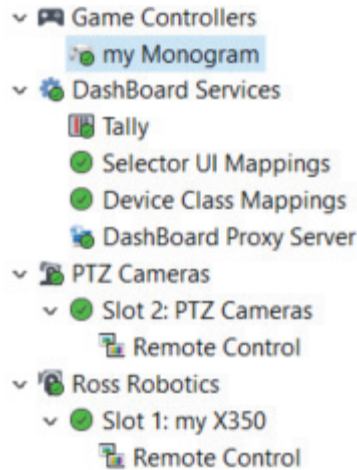 Game Controllers
my Monogram
DashBoard Services
Tally
Selector UI Mappings
Device Class Mappings
DashBoard Proxy Server
PTZ Cameras
Slot 2: PTZ Cameras
Remote Control
Ross Robotics
Slot 1: my X350
Remote Control